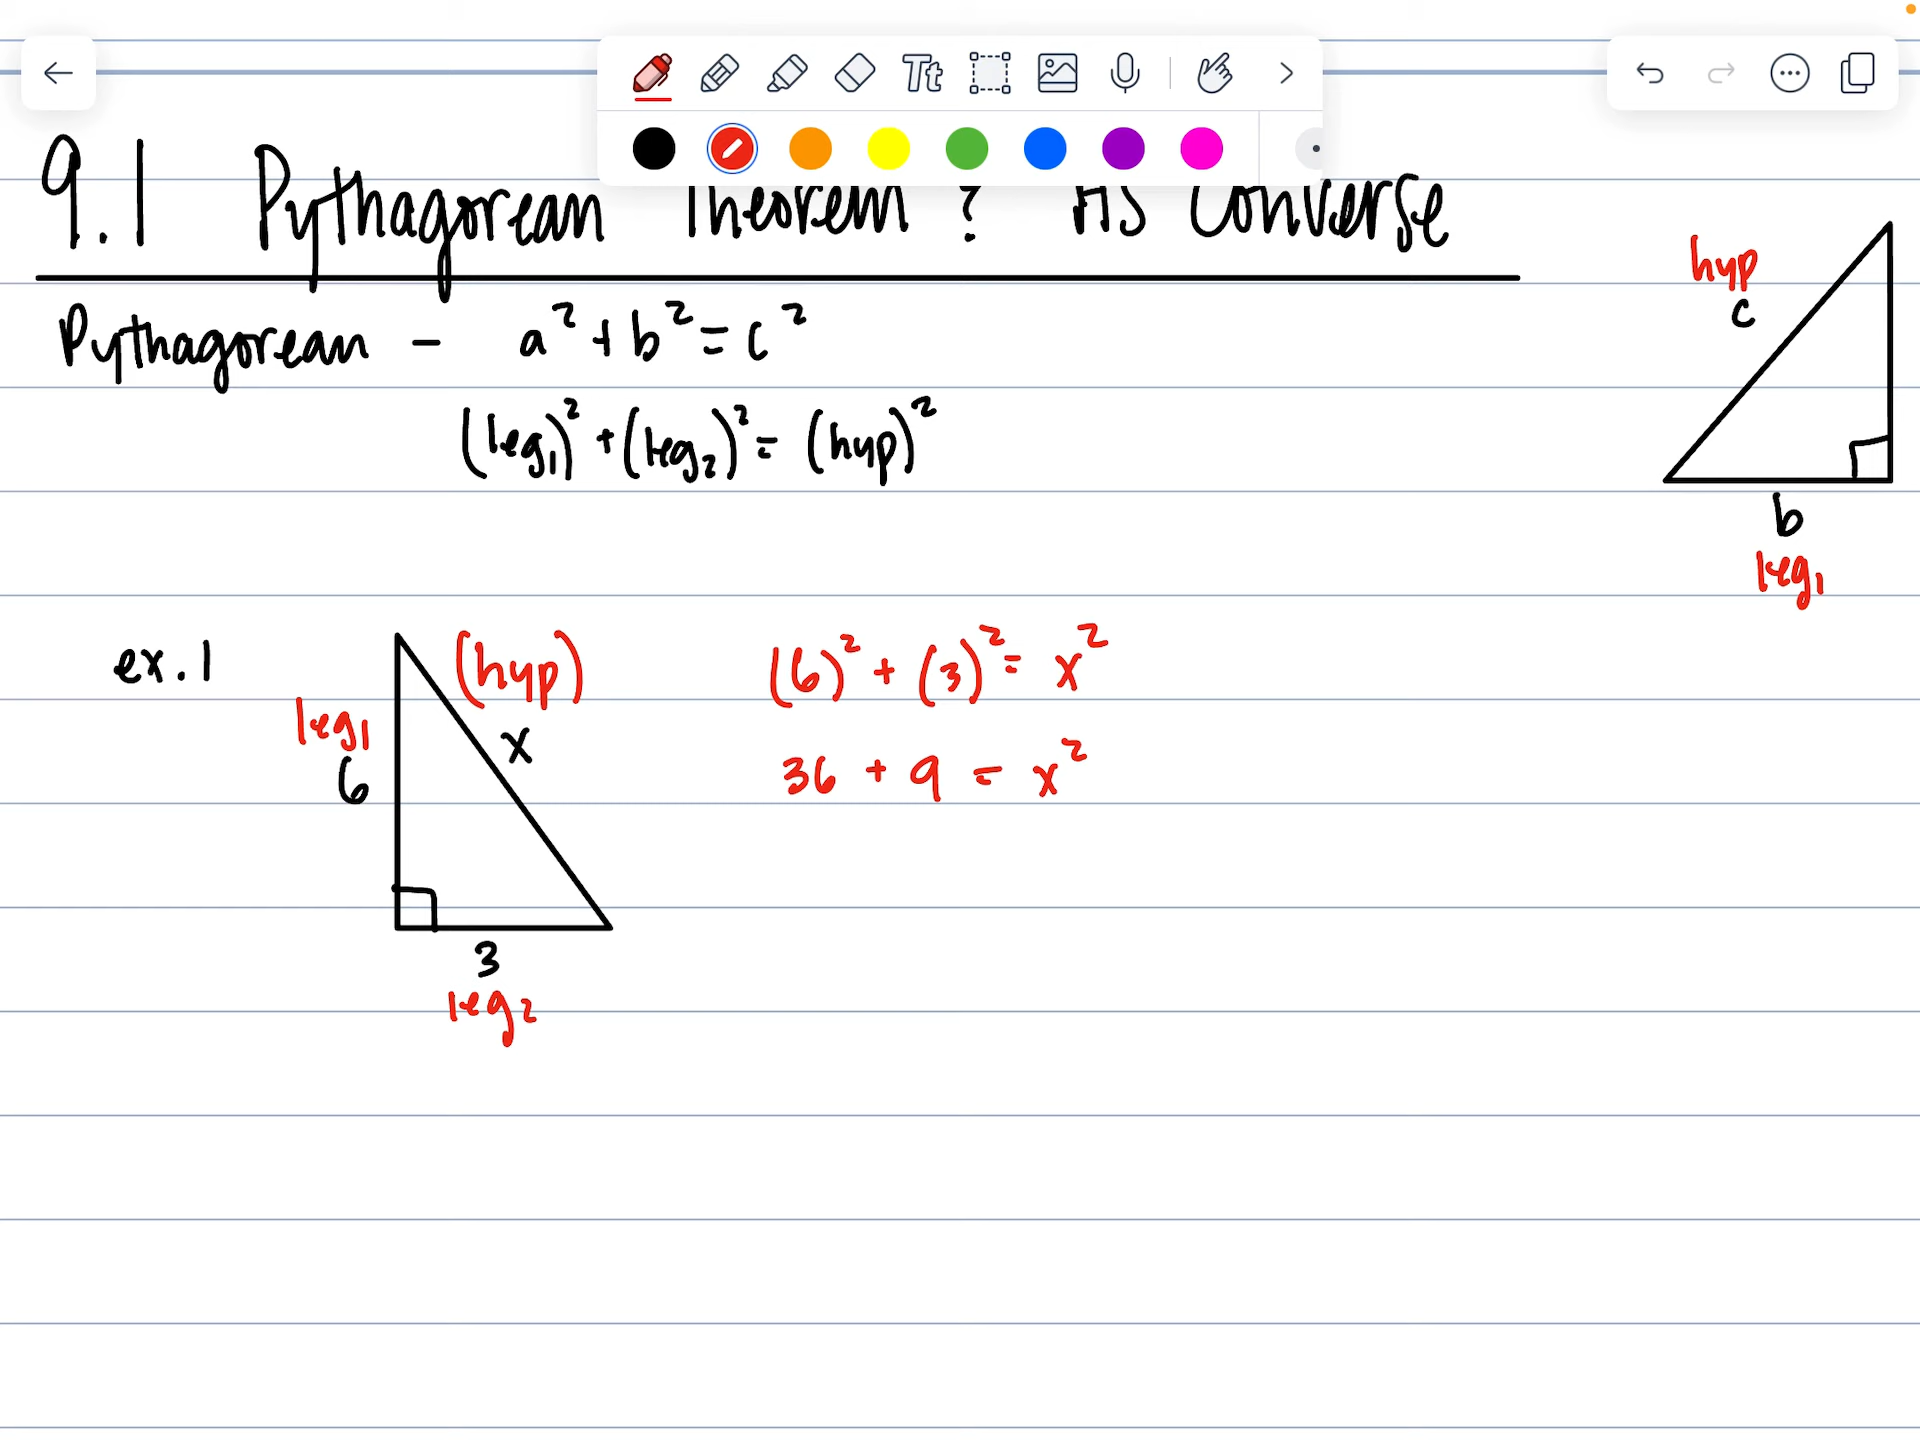 Tt
9.1 Pythagorean Theorem & Its Converse
Pythagorean - a² + b² = c²
(leg₁)² + (leg₂)² = (hyp)²
hyp
c
b
leg₁
ex. 1
leg₁
6
(hyp)
x
3
leg₂
(6)² + (3)² = x²
36 + 9 = x²